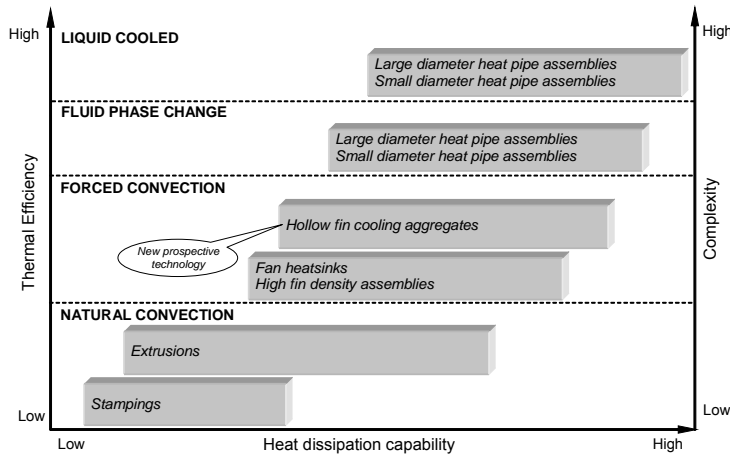 High
High
LIQUID COOLED
Large diameter heat pipe assemblies
Small diameter heat pipe assemblies
FLUID PHASE CHANGE
Large diameter heat pipe assemblies
Small diameter heat pipe assemblies
Thermal Efficiency
Complexity
FORCED CONVECTION
Hollow fin cooling aggregates
New prospective
technology
Fan heatsinks
High fin density assemblies
NATURAL CONVECTION
Extrusions
Stampings
Low
Low
Low
Heat dissipation capability
High